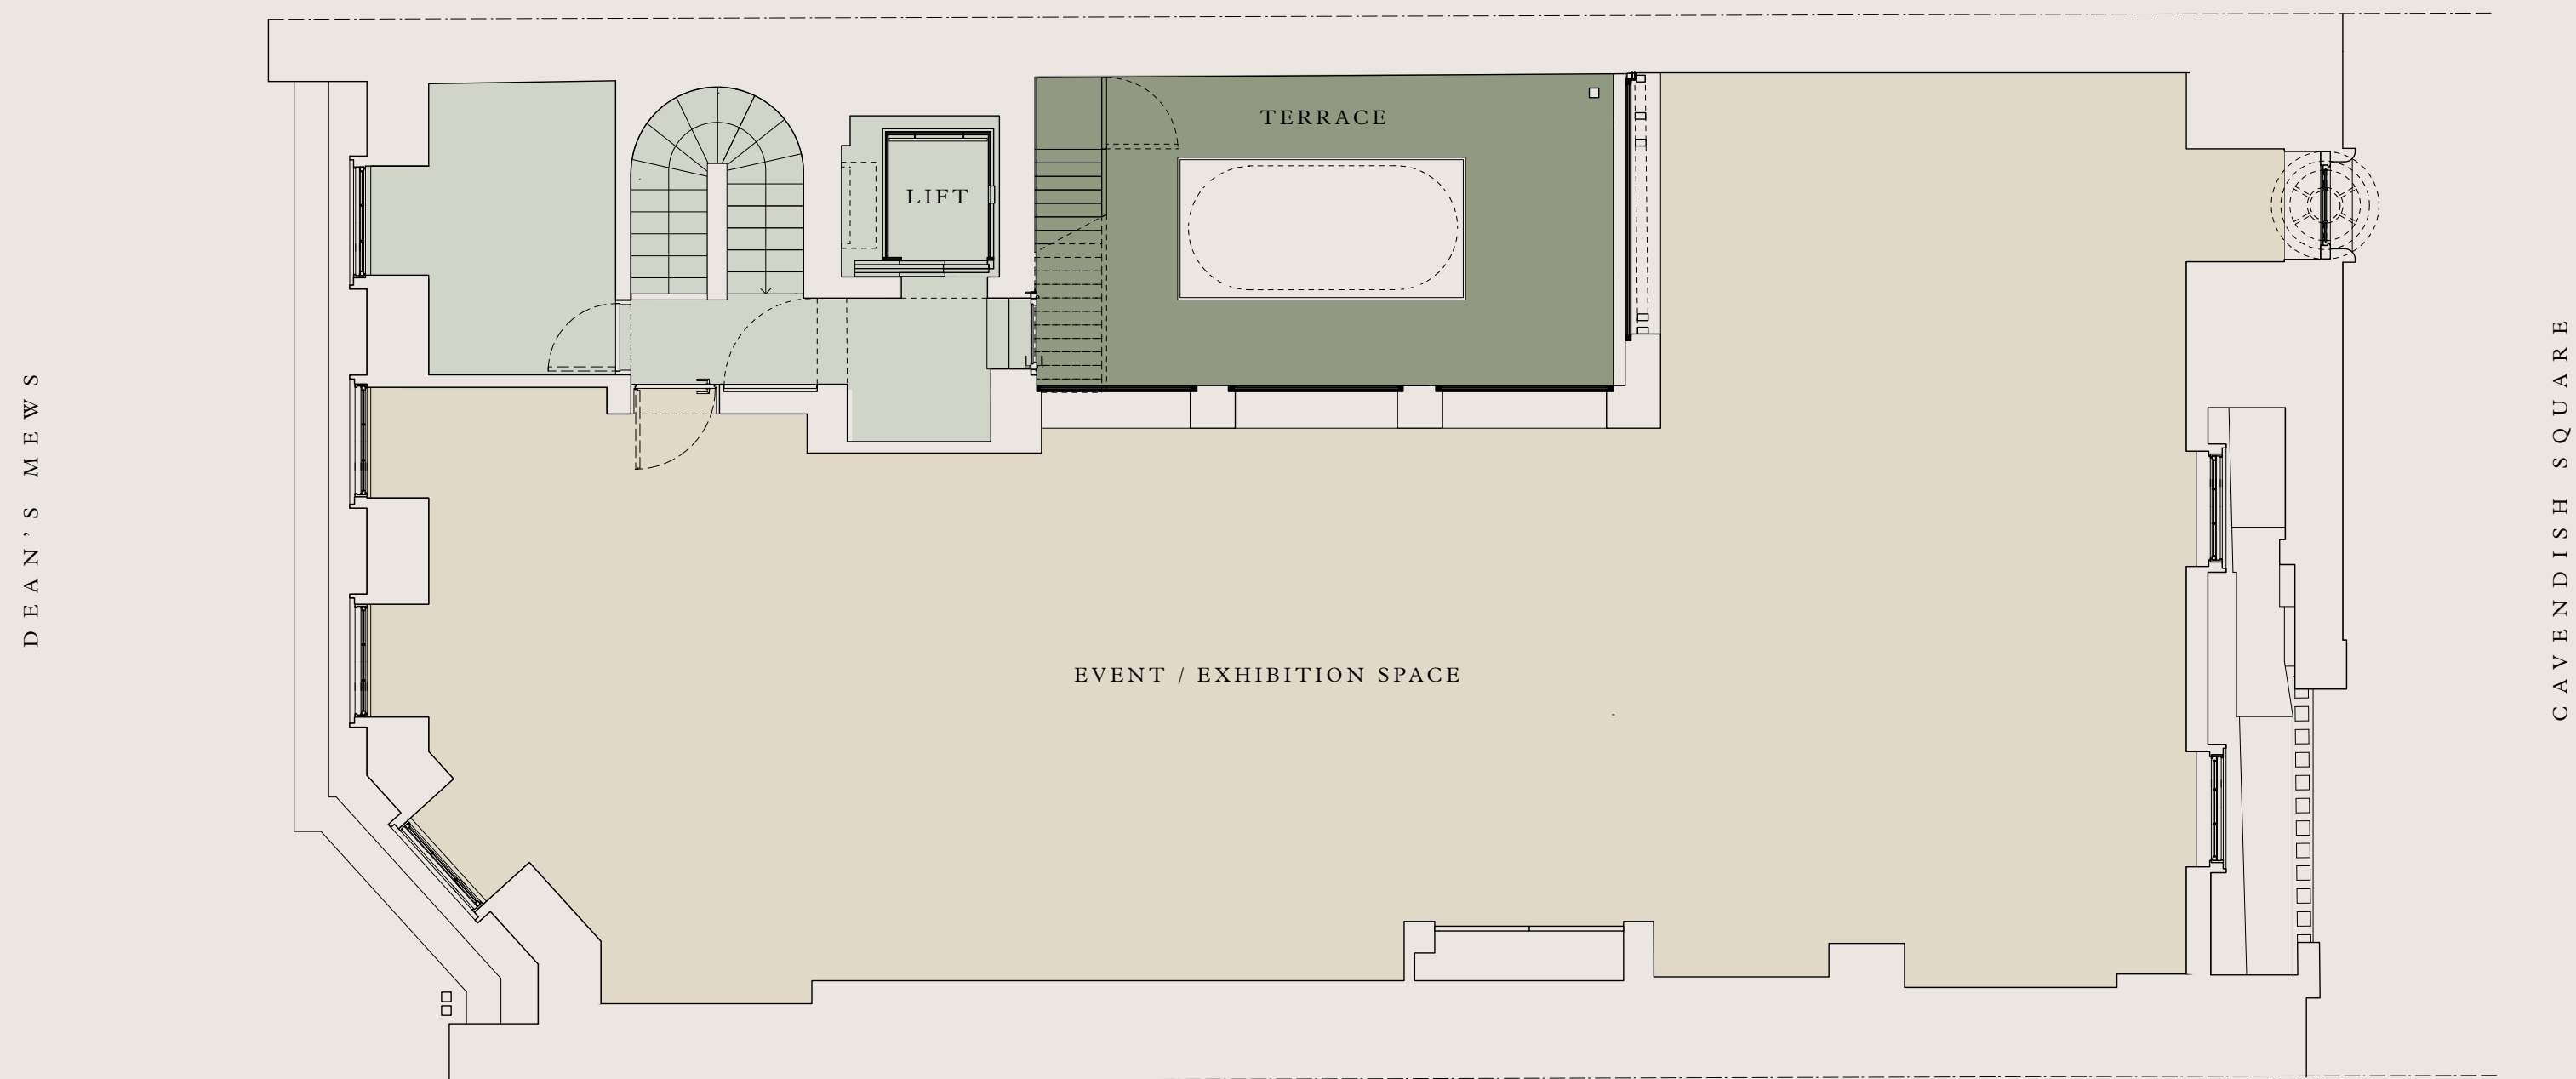 TERRACE
LIFT
DEAN’S MEWS
EVENT / EXHIBITION SPACE
CAVENDISH SQUARE